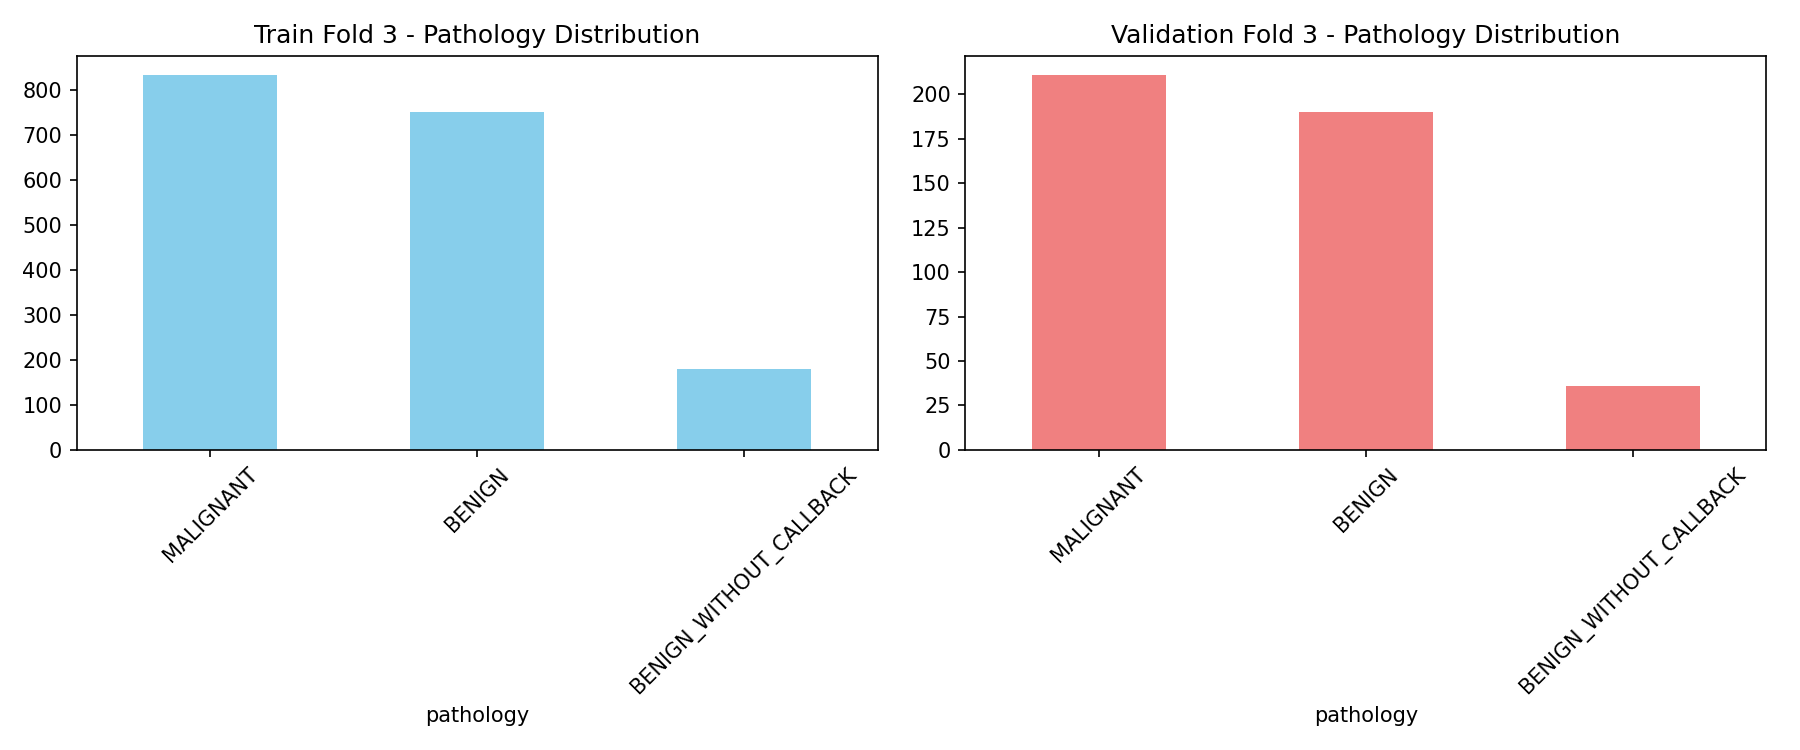 Train Fold 3 - Pathology Distribution
800
700
600
500
400
300
200
100
0
MALIGNANT
BENIGN
BENIGN_WITHOUT_CALLBACK
pathology
Validation Fold 3 - Pathology Distribution
200
175
150
125
100
75
50
25
0
MALIGNANT
BENIGN
BENIGN_WITHOUT_CALLBACK
pathology